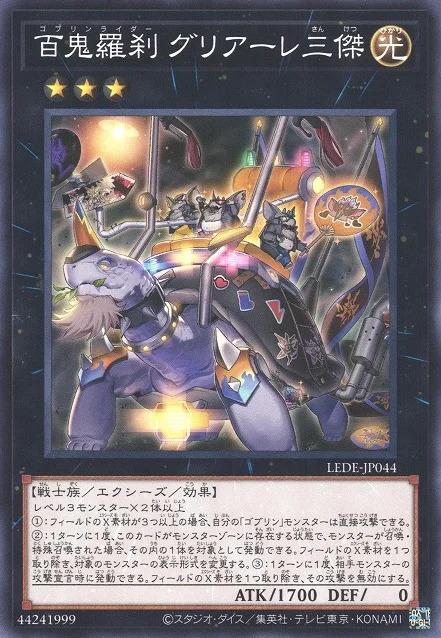 ゴブリンライダー さん けつ
百鬼羅刹 グリアーレ三傑
ひかり
光
LEDE-JP044
【戦士族／エクシーズ／効果】
レベル3モンスター×2体以上
①：フィールドのX素材が3つ以上の場合、自分の「ゴブリン」モンスターは直接攻撃できる。
②：1ターンに1度、このカードがモンスターゾーンに存在する状態で、モンスターが召喚・
特殊召喚された場合、その内の1体を対象として発動できる。フィールドのX素材を1つ
取り除き、対象のモンスターの表示形式を変更する。③：1ターンに1度、相手モンスターの
攻撃宣言時に発動できる。フィールドのX素材を1つ取り除き、その攻撃を無効にする。
ATK/1700 DEF/ 0
44241999
©スタジオ・ダイス／集英社・テレビ東京・KONAMI